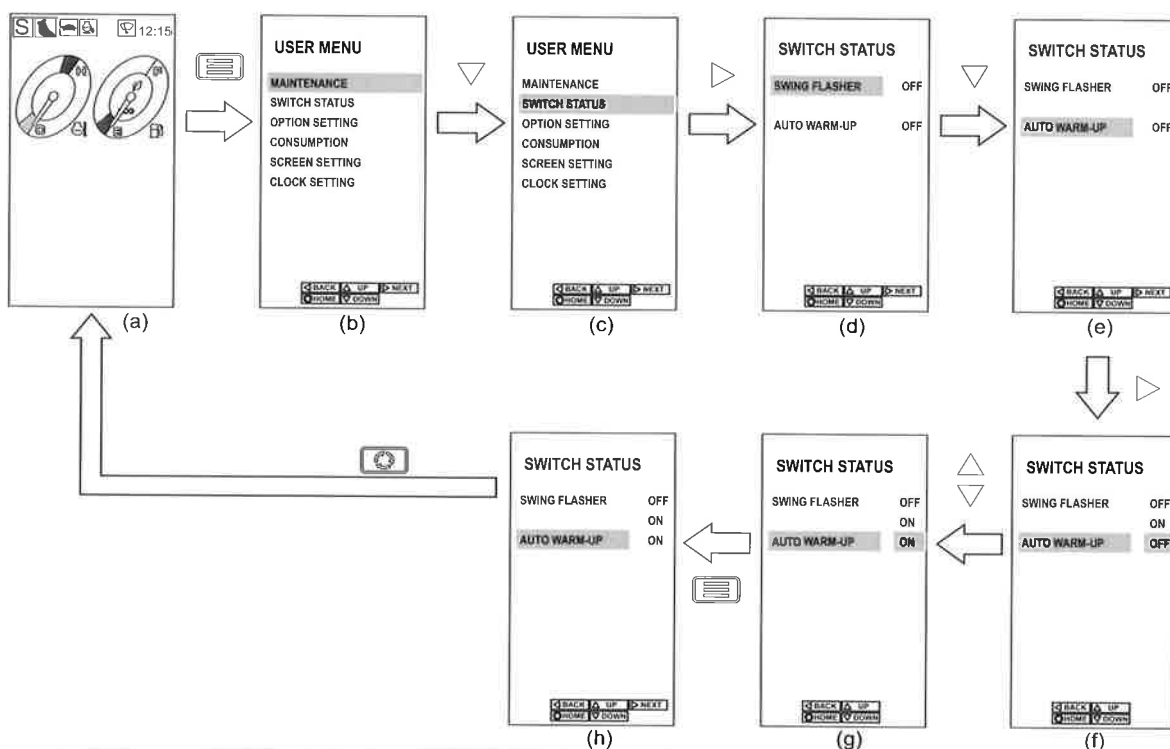 S 12:15
(a)
USER MENU
MAINTENANCE
SWITCH STATUS
OPTION SETTING
CONSUMPTION
SCREEN SETTING
CLOCK SETTING
BACK UP NEXT
HOME DOWN
(b)
USER MENU
MAINTENANCE
SWITCH STATUS
OPTION SETTING
CONSUMPTION
SCREEN SETTING
CLOCK SETTING
BACK UP NEXT
HOME DOWN
(c)
SWITCH STATUS
SWING FLASHER OFF
AUTO WARM-UP OFF
BACK UP NEXT
HOME DOWN
(d)
SWITCH STATUS
SWING FLASHER OFF
AUTO WARM-UP OFF
BACK UP NEXT
HOME DOWN
(e)
SWITCH STATUS
SWING FLASHER OFF
ON
AUTO WARM-UP OFF
BACK UP NEXT
HOME DOWN
(f)
SWITCH STATUS
SWING FLASHER OFF
ON
AUTO WARM-UP ON
BACK UP NEXT
HOME DOWN
(g)
SWITCH STATUS
SWING FLASHER OFF
ON
AUTO WARM-UP ON
BACK UP NEXT
HOME DOWN
(h)